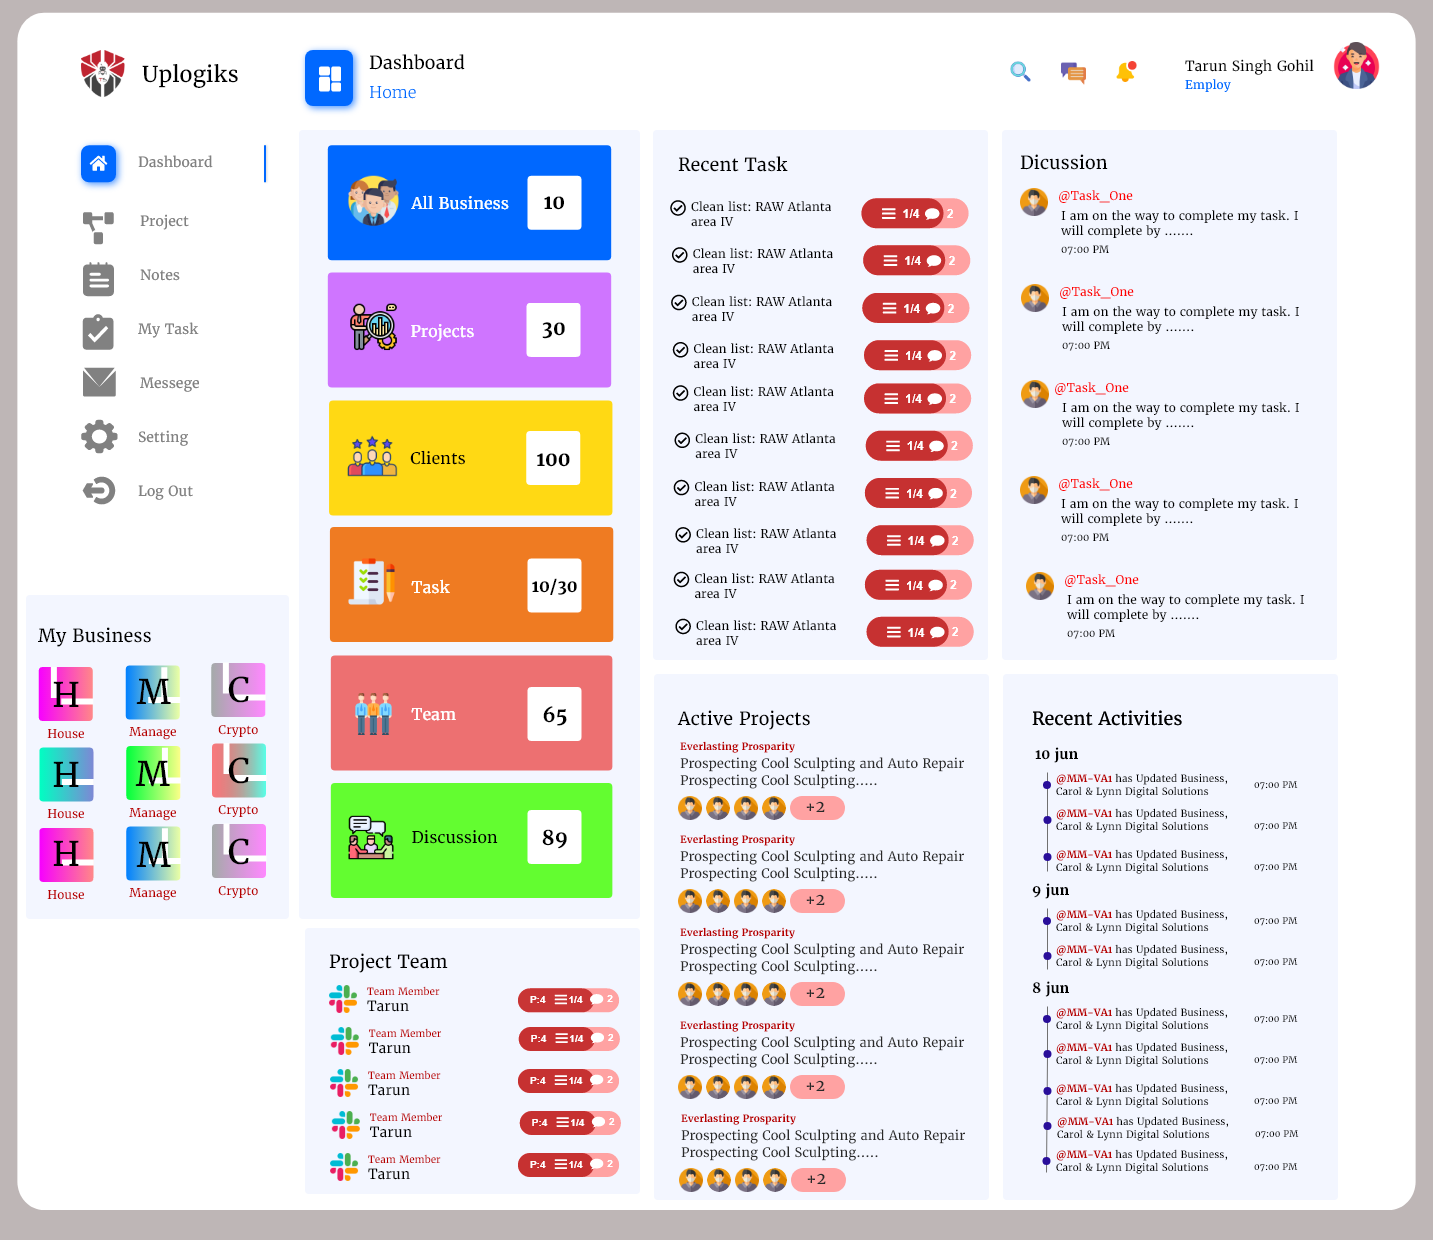 Uplogiks
Dashboard
Home
Tarun Singh Gohil
Employ
Dashboard
Project
Notes
My Task
Messege
Setting
Log Out
My Business
H
M
C
House
Manage
Crypto
H
M
C
House
Manage
Crypto
H
M
C
House
Manage
Crypto
All Business
10
Projects
30
Clients
100
Task
10/30
Team
65
Discussion
89
Project Team
Team Member
Tarun
P:4 1/4 2
Team Member
Tarun
P:4 1/4 2
Team Member
Tarun
P:4 1/4 2
Team Member
Tarun
P:4 1/4 2
Team Member
Tarun
P:4 1/4 2
Recent Task
Clean list: RAW Atlanta
area IV
1/4 2
Clean list: RAW Atlanta
area IV
1/4 2
Clean list: RAW Atlanta
area IV
1/4 2
Clean list: RAW Atlanta
area IV
1/4 2
Clean list: RAW Atlanta
area IV
1/4 2
Clean list: RAW Atlanta
area IV
1/4 2
Clean list: RAW Atlanta
area IV
1/4 2
Clean list: RAW Atlanta
area IV
1/4 2
Clean list: RAW Atlanta
area IV
1/4 2
Clean list: RAW Atlanta
area IV
1/4 2
Dicussion
@Task_One
I am on the way to complete my task. I
will complete by .......
07:00 PM
@Task_One
I am on the way to complete my task. I
will complete by .......
07:00 PM
@Task_One
I am on the way to complete my task. I
will complete by .......
07:00 PM
@Task_One
I am on the way to complete my task. I
will complete by .......
07:00 PM
@Task_One
I am on the way to complete my task. I
will complete by .......
07:00 PM
Active Projects
Everlasting Prosparity
Prospecting Cool Sculpting and Auto Repair
Prospecting Cool Sculpting.....
+2
Everlasting Prosparity
Prospecting Cool Sculpting and Auto Repair
Prospecting Cool Sculpting.....
+2
Everlasting Prosparity
Prospecting Cool Sculpting and Auto Repair
Prospecting Cool Sculpting.....
+2
Everlasting Prosparity
Prospecting Cool Sculpting and Auto Repair
Prospecting Cool Sculpting.....
+2
Everlasting Prosparity
Prospecting Cool Sculpting and Auto Repair
Prospecting Cool Sculpting.....
+2
Recent Activities
10 jun
@MM-VA1 has Updated Business,
Carol & Lynn Digital Solutions
07:00 PM
@MM-VA1 has Updated Business,
Carol & Lynn Digital Solutions
07:00 PM
@MM-VA1 has Updated Business,
Carol & Lynn Digital Solutions
07:00 PM
9 jun
@MM-VA1 has Updated Business,
Carol & Lynn Digital Solutions
07:00 PM
@MM-VA1 has Updated Business,
Carol & Lynn Digital Solutions
07:00 PM
8 jun
@MM-VA1 has Updated Business,
Carol & Lynn Digital Solutions
07:00 PM
@MM-VA1 has Updated Business,
Carol & Lynn Digital Solutions
07:00 PM
@MM-VA1 has Updated Business,
Carol & Lynn Digital Solutions
07:00 PM
@MM-VA1 has Updated Business,
Carol & Lynn Digital Solutions
07:00 PM
@MM-VA1 has Updated Business,
Carol & Lynn Digital Solutions
07:00 PM